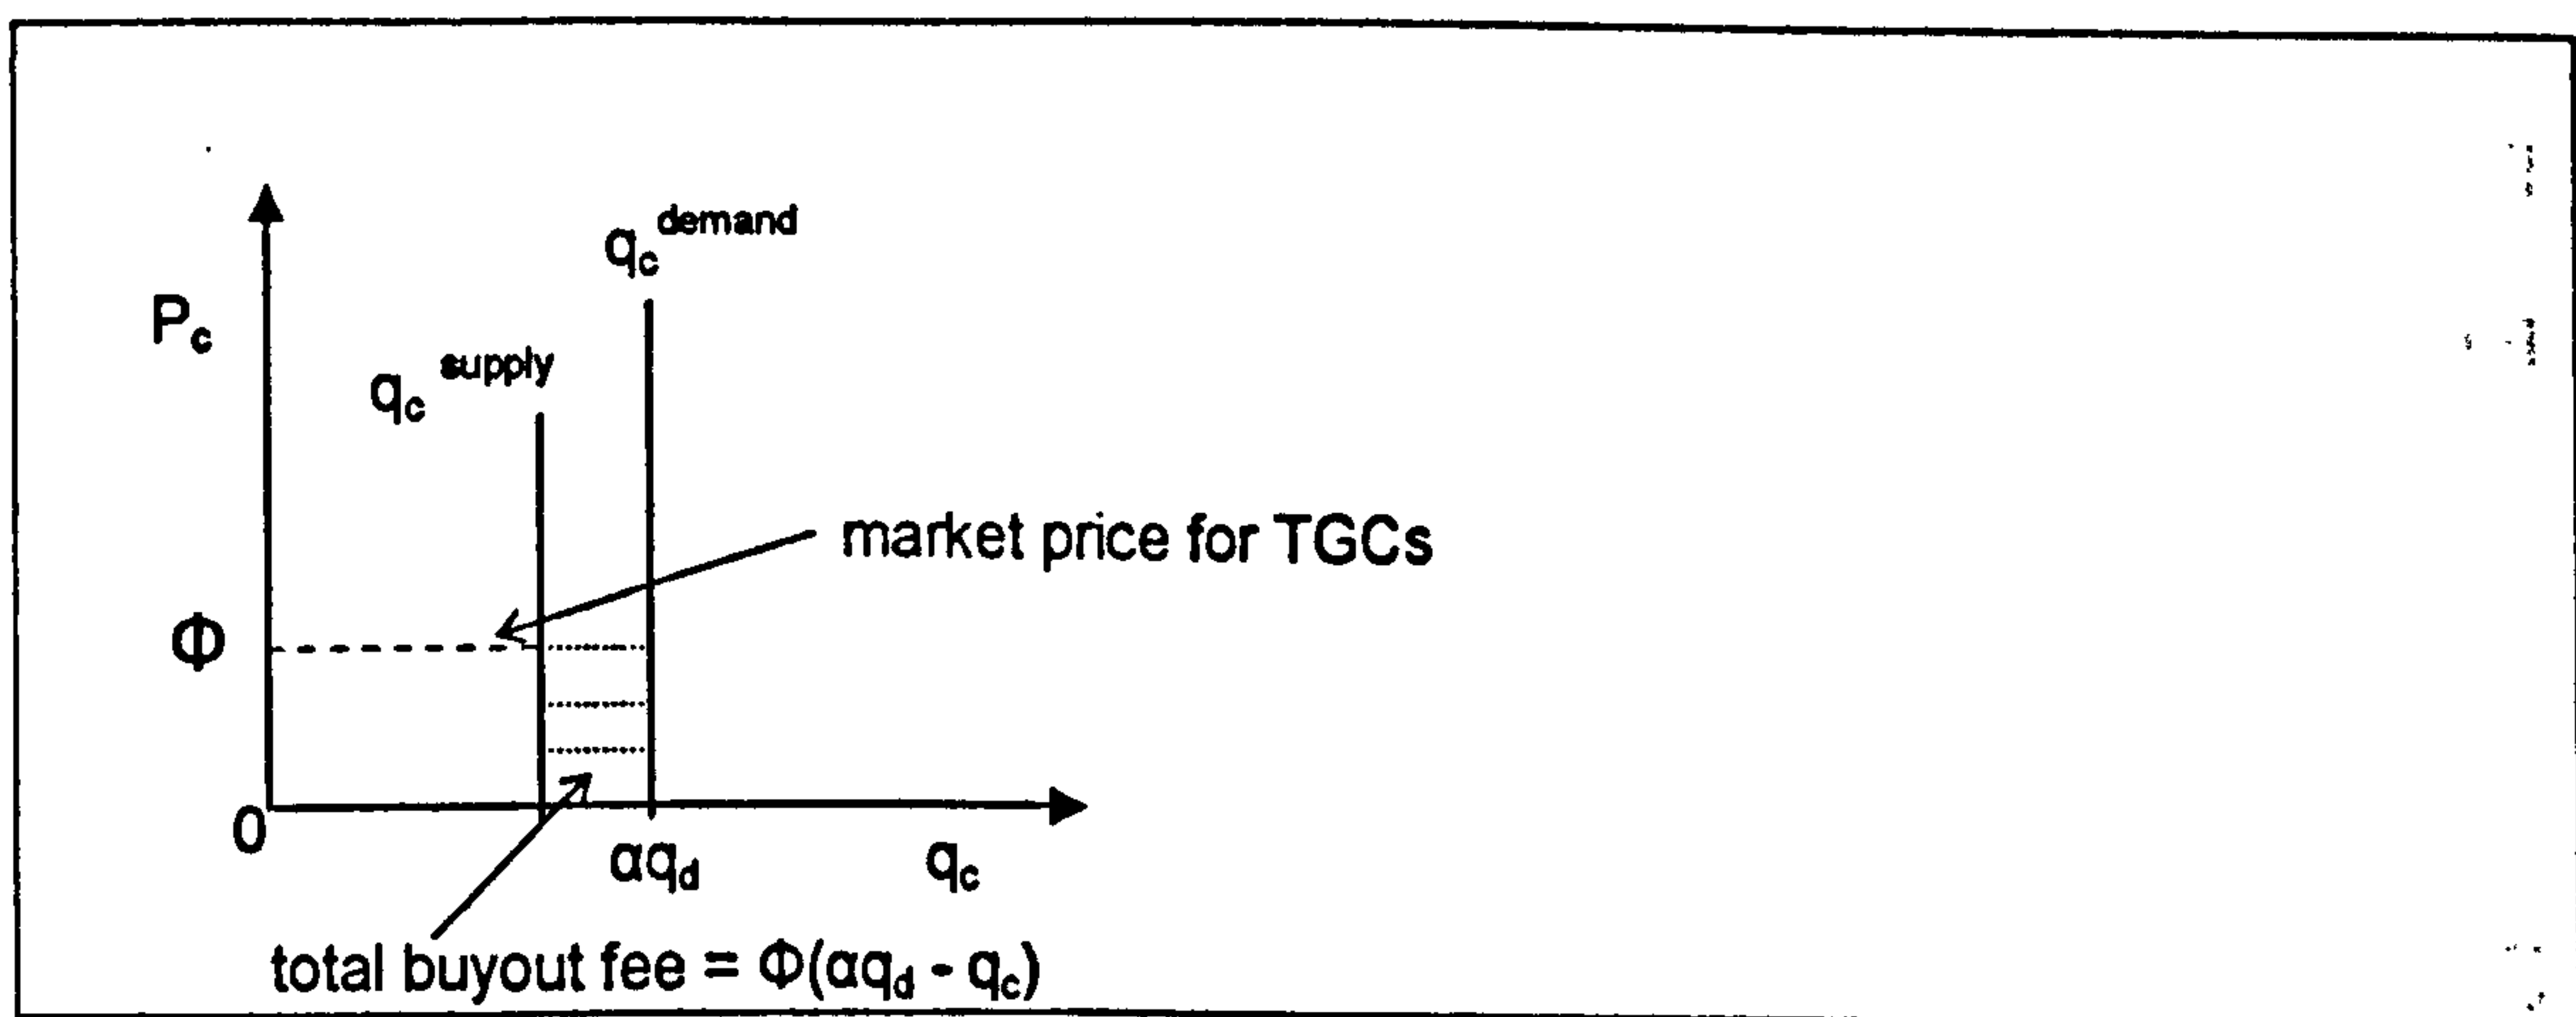 q_c^demand
P_c
q_c^supply
market price for TGCs
Φ
0
αq_d
q_c
total buyout fee = Φ(αq_d - q_c)